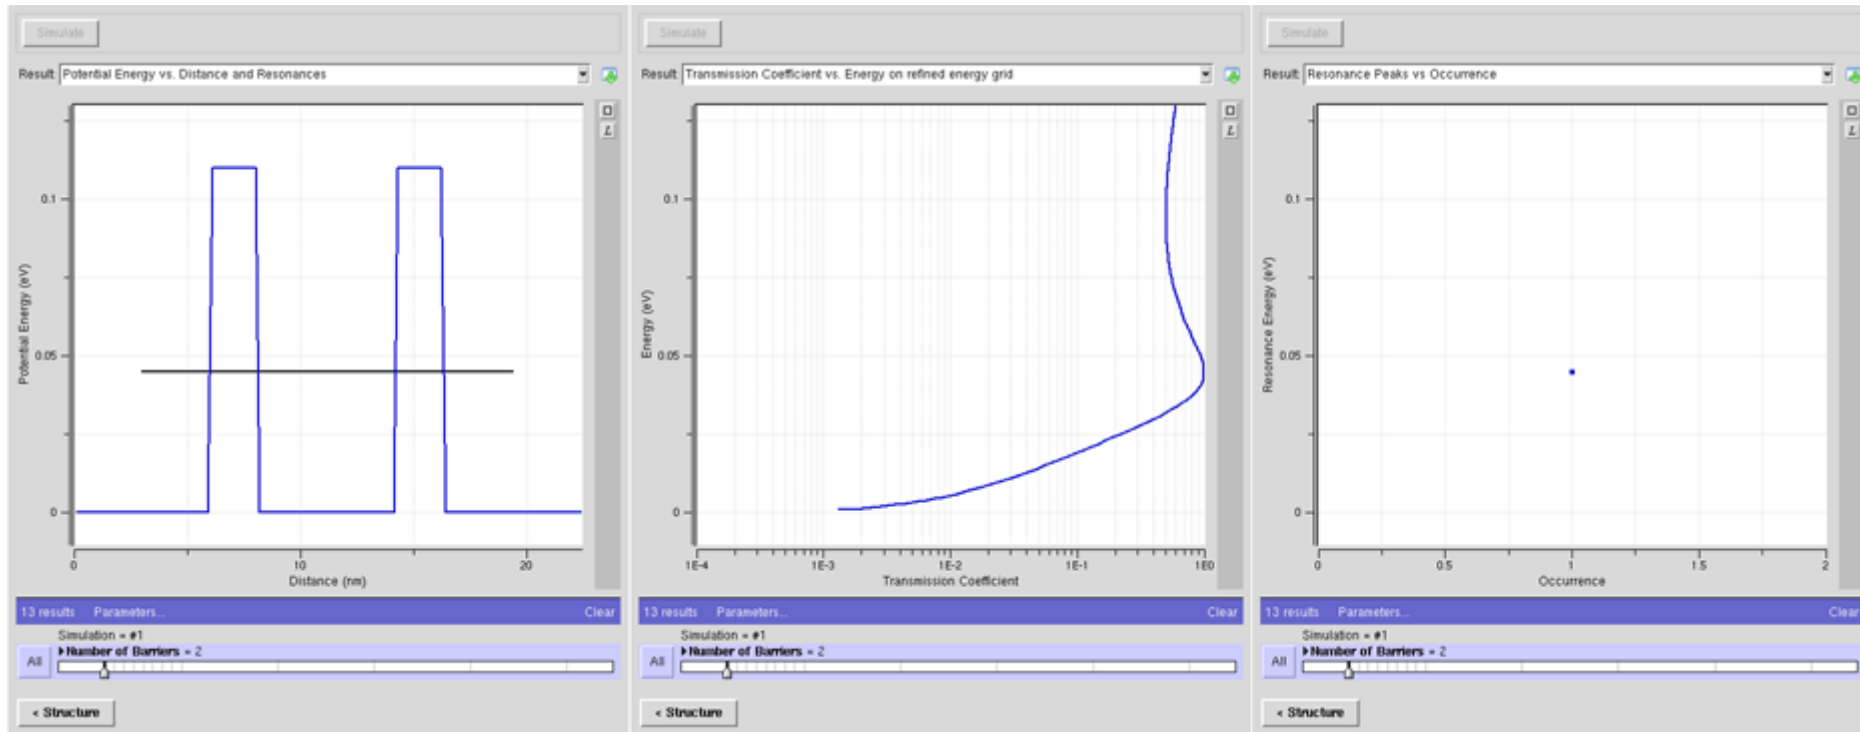 Simulate
Result: Potential Energy vs. Distance and Resonances
Potential Energy (eV)
0.1
0.05
0
0 10 20
Distance (nm)
13 results Parameters... Clear
Simulation = #1
All
Number of Barriers = 2
< Structure
Simulate
Result: Transmission Coefficient vs. Energy on refined energy grid
L
Energy (eV)
0.1
0.05
0
1E-4 1E-3 1E-2 1E-1 1E0
Transmission Coefficient
13 results Parameters... Clear
Simulation = #1
All
Number of Barriers = 2
< Structure
Simulate
Result: Resonance Peaks vs Occurrence
L
Resonance Energy (eV)
0.1
0.05
0
0 0.5 1 1.5 2
Occurrence
L
13 results Parameters... Clear
Simulation = #1
All
Number of Barriers = 2
< Structure